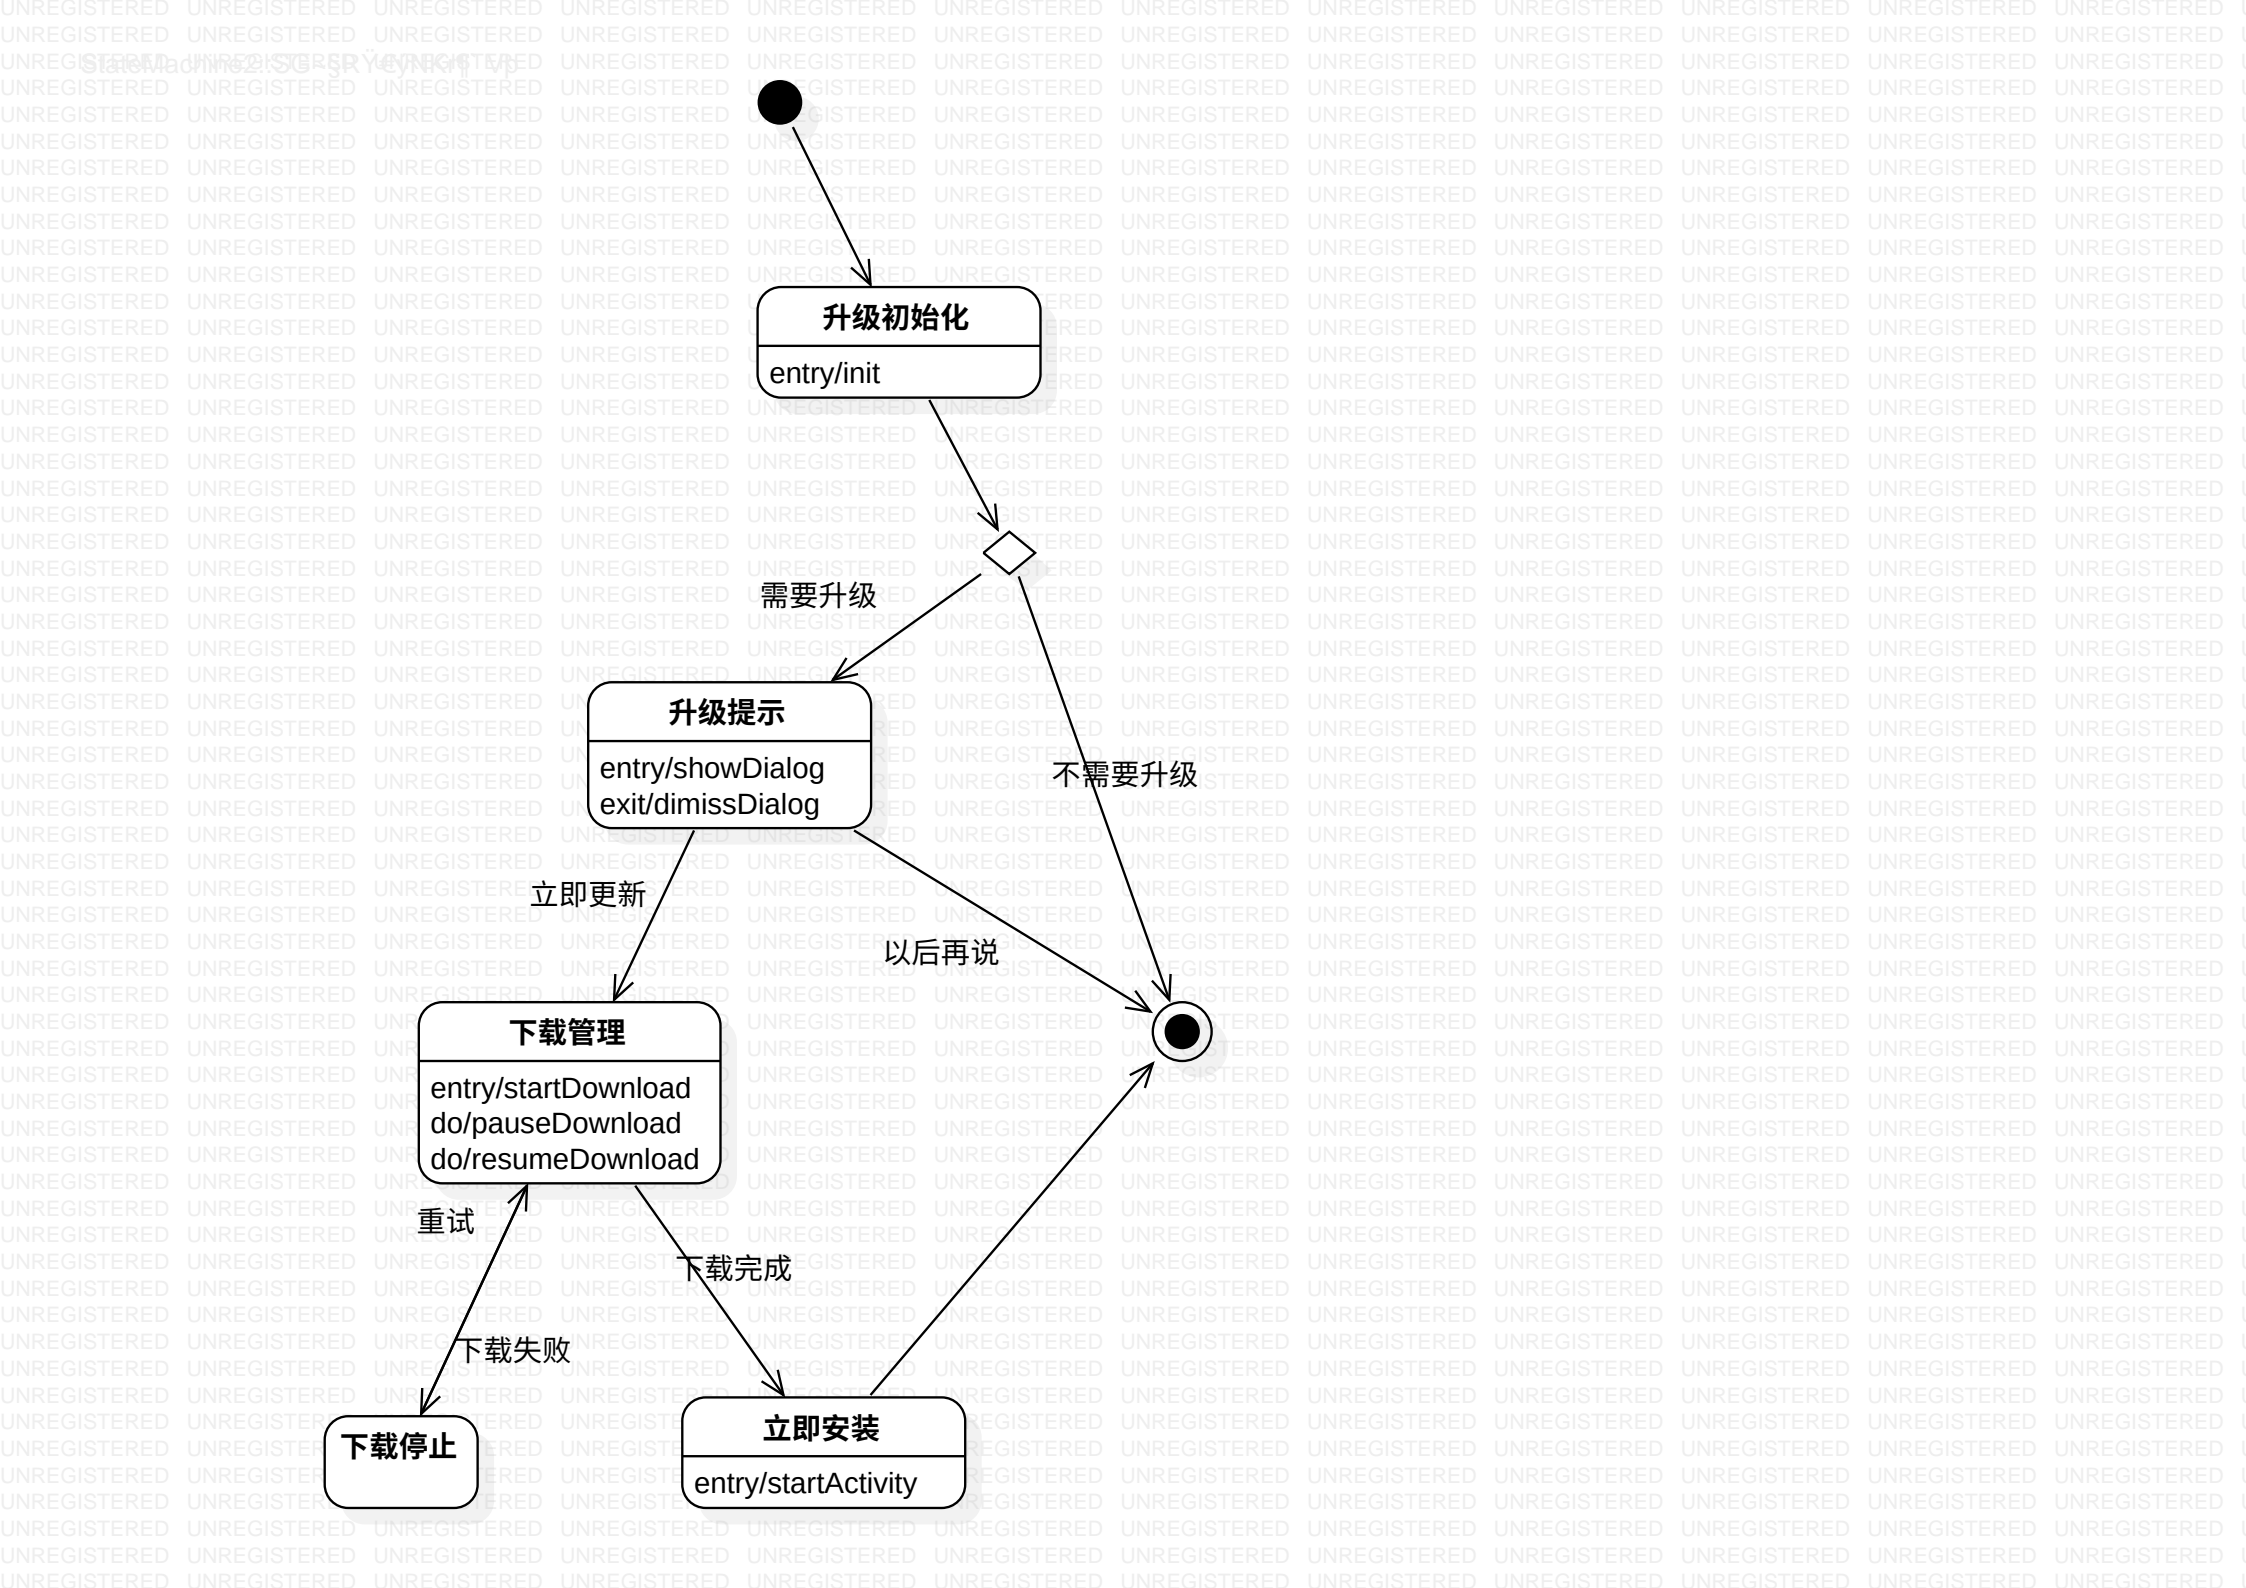 升级初始化
entry/init
需要升级
升级提示
entry/showDialog
exit/dimissDialog
不需要升级
立即更新
以后再说
下载管理
entry/startDownload
do/pauseDownload
do/resumeDownload
重试
下载完成
下载失败
下载停止
立即安装
entry/startActivity
UNREGISTERED